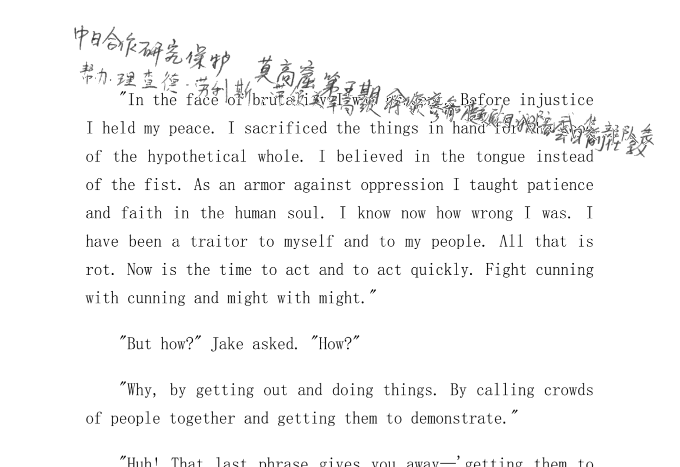 中日合作研究保护 莫高窟第
帮办·理查德·劳利斯
"In the face of brutality I was Before injustice
I held my peace. I sacrificed the things in hand for
of the hypothetical whole. I believed in the tongue instead
of the fist. As an armor against oppression I taught patience
and faith in the human soul. I know now how wrong I was. I
have been a traitor to myself and to my people. All that is
rot. Now is the time to act and to act quickly. Fight cunning
with cunning and might with might."
"But how?" Jake asked. "How?"
"Why, by getting out and doing things. By calling crowds
of people together and getting them to demonstrate."
"Huh! That last phrase gives you away—'getting them to